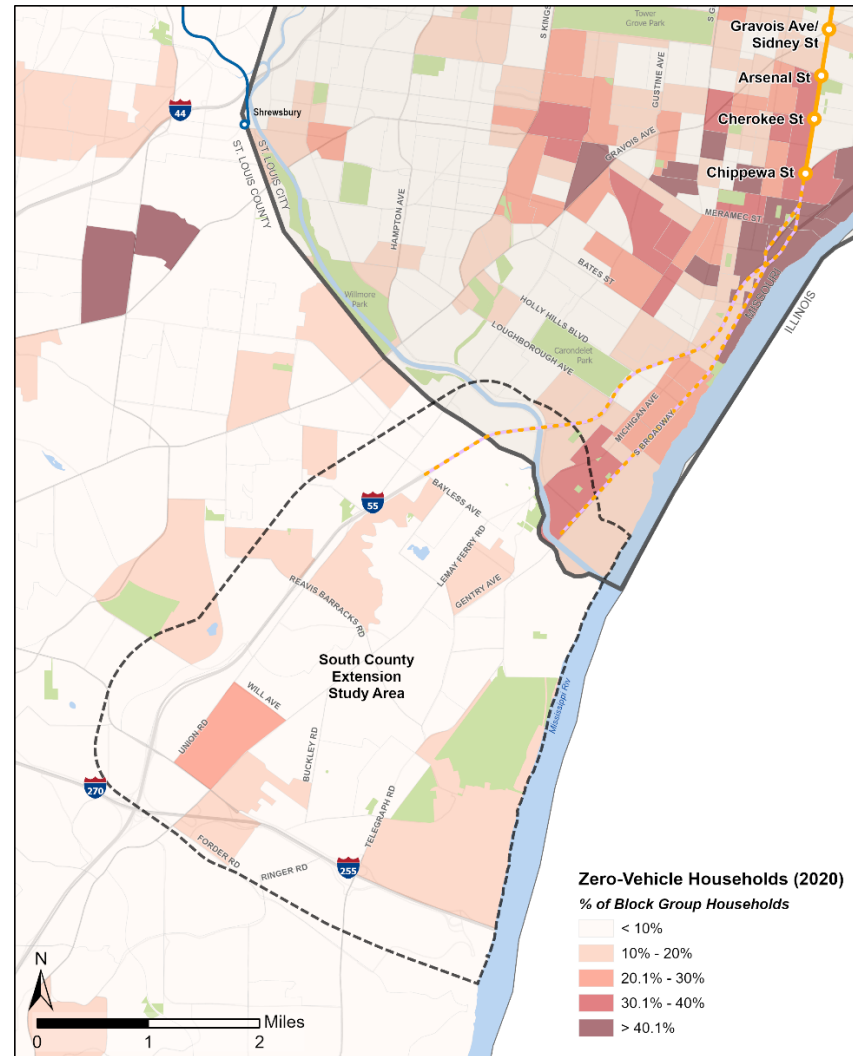 Tower
Grove Park
S KINGS
S G
Gravois Ave/
Sidney St
GUSTINE AVE
Arsenal St
44
Shrewsbury
Cherokee St
GRAVOIS AVE
ST. LOUIS CITY
ST. LOUIS COUNTY
Chippewa St
HAMPTON AVE
MERAMEC ST
BATES ST
MISSOURI
ILLINOIS
Willmore
Park
HOLLY HILLS BLVD
LOUGHBOROUGH AVE
Carondelet
Park
MICHIGAN AVE
S BROADWAY
BAYLESS AVE
55
LEMAY FERRY RD
GENTRY AVE
REAVIS BARRACKS RD
South County
Extension
Study Area
Mississippi Riv
WILL AVE
UNION RD
BUCKLEY RD
270
TELEGRAPH RD
FORDER RD
RINGER RD
255
Zero-Vehicle Households (2020)
% of Block Group Households
< 10%
10% - 20%
20.1% - 30%
30.1% - 40%
> 40.1%
N
Miles
0 1 2